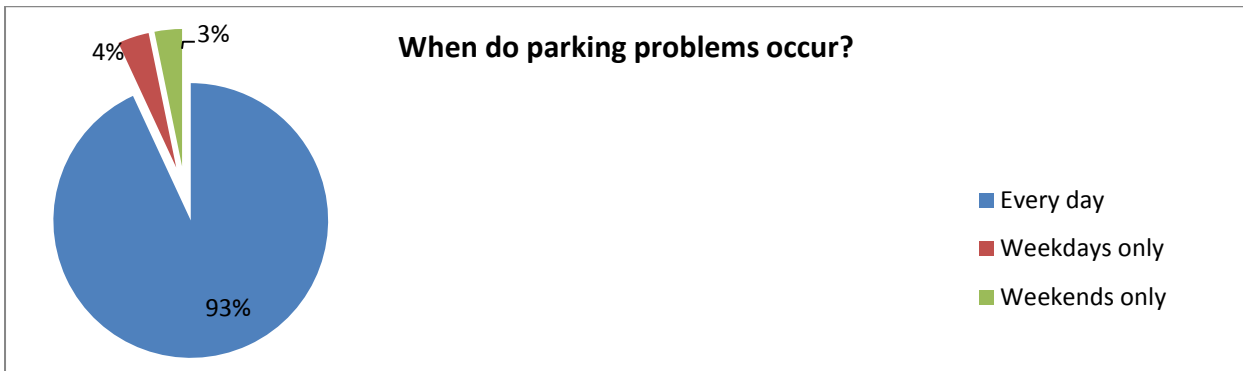 When do parking problems occur?
4%
3%
93%
Every day
Weekdays only
Weekends only